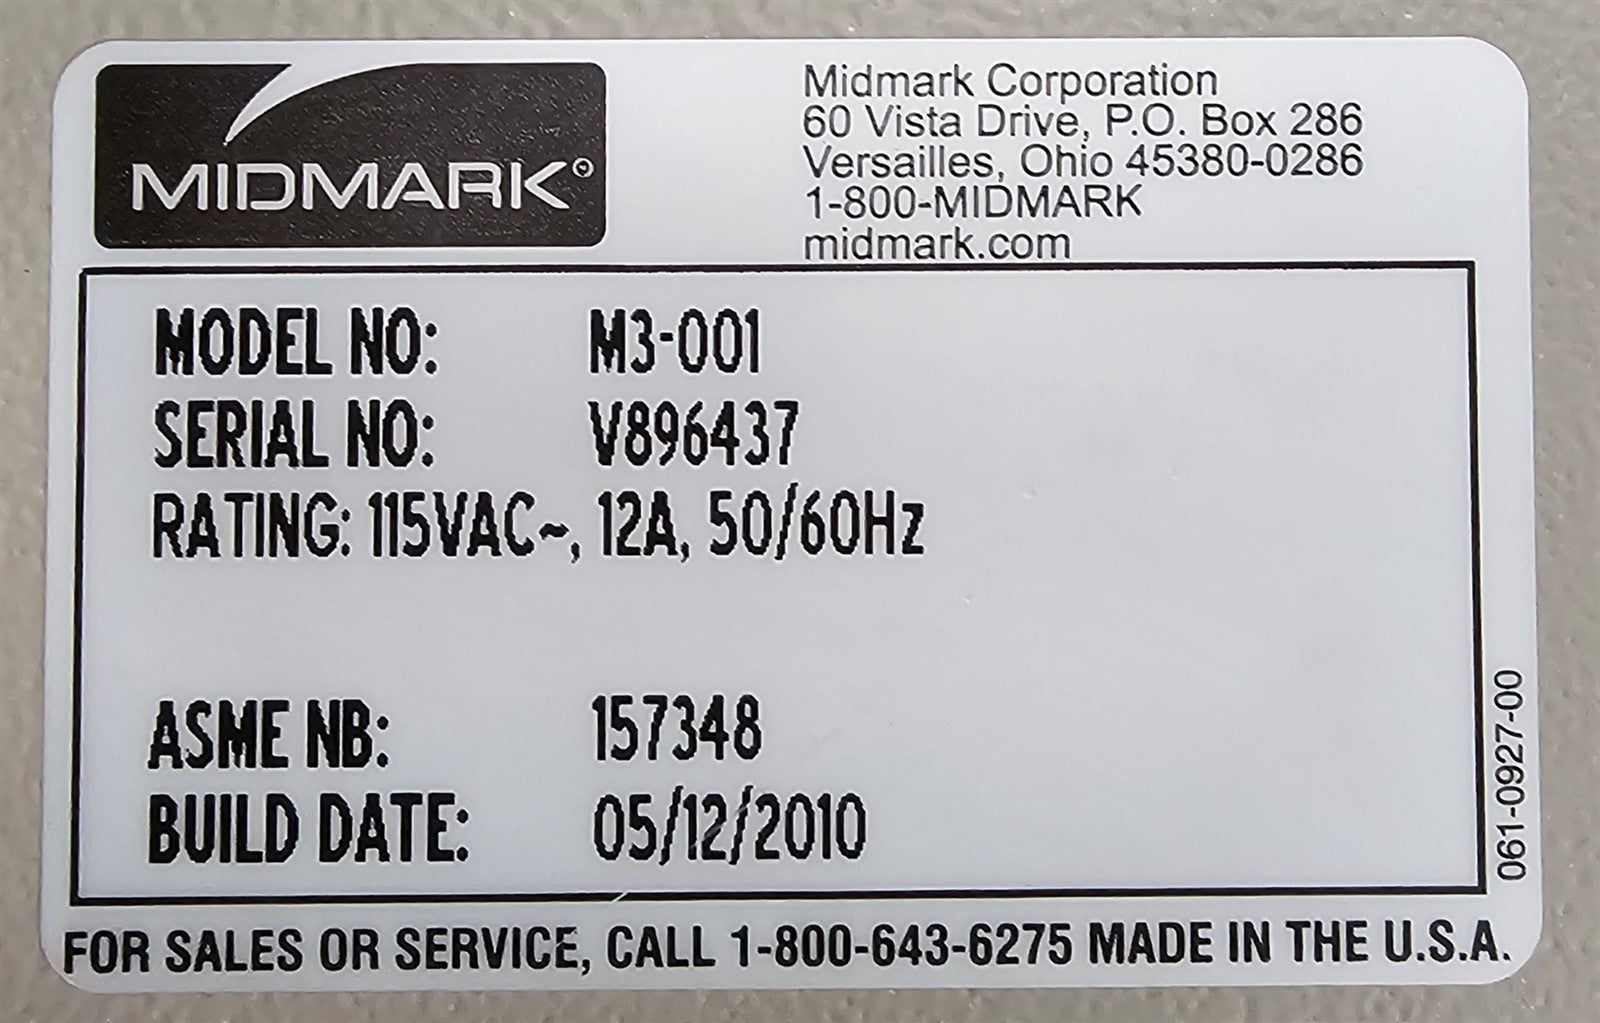 MIDMARK®
Midmark Corporation
60 Vista Drive, P.O. Box 286
Versailles, Ohio 45380-0286
1-800-MIDMARK
midmark.com
MODEL NO: M3-001
SERIAL NO: V896437
RATING: 115VAC~, 12A, 50/60Hz
ASME NB: 157348
BUILD DATE: 05/12/2010
061-0927-00
FOR SALES OR SERVICE, CALL 1-800-643-6275 MADE IN THE U.S.A.